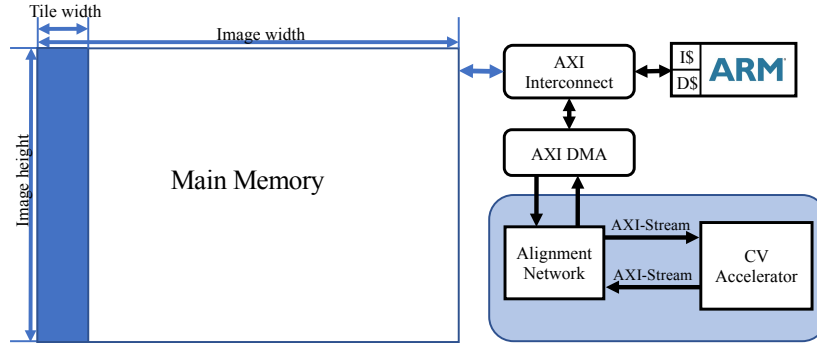 Tile width
Image width
Image height
Main Memory
AXI
Interconnect
I$
D$
ARM®
AXI DMA
Alignment
Network
AXI-Stream
AXI-Stream
CV
Accelerator